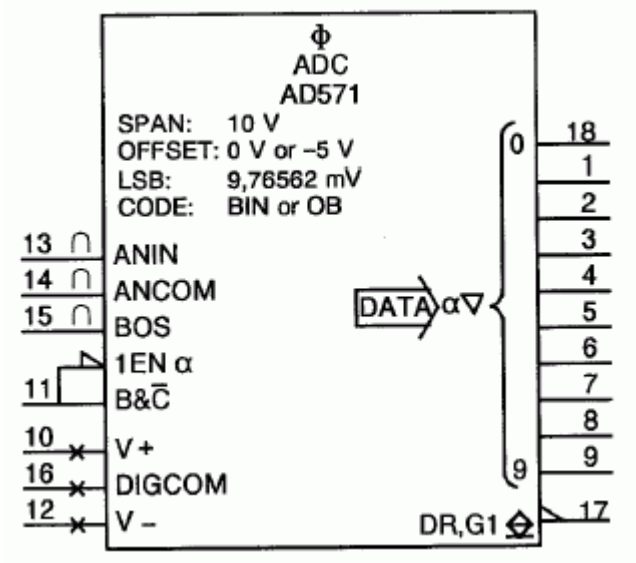 Φ
ADC
AD571
SPAN: 10 V
OFFSET: 0 V or –5 V
LSB: 9,76562 mV
CODE: BIN or OB
13 ∩ ANIN
14 ∩ ANCOM
15 ∩ BOS
1EN α
11 B&C̅
10 V+
16 DIGCOM
12 V –
DATA α▽
0 18
1
2
3
4
5
6
7
8
9 9
DR,G1 17